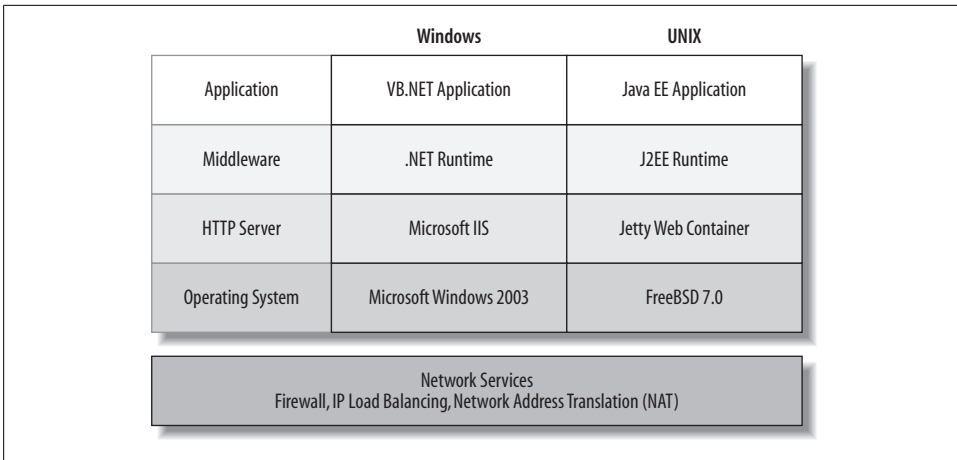 Windows UNIX
Application VB.NET Application Java EE Application
Middleware .NET Runtime J2EE Runtime
HTTP Server Microsoft IIS Jetty Web Container
Operating System Microsoft Windows 2003 FreeBSD 7.0
Network Services
Firewall, IP Load Balancing, Network Address Translation (NAT)